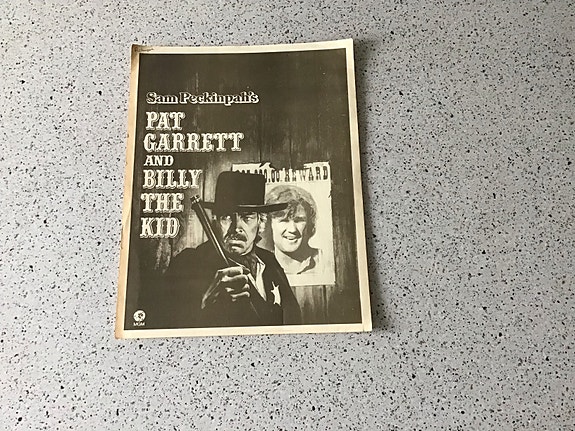 Sam Peckinpah's
PAT
GARRETT
AND
BILLY
THE
KID
REWARD
MGM